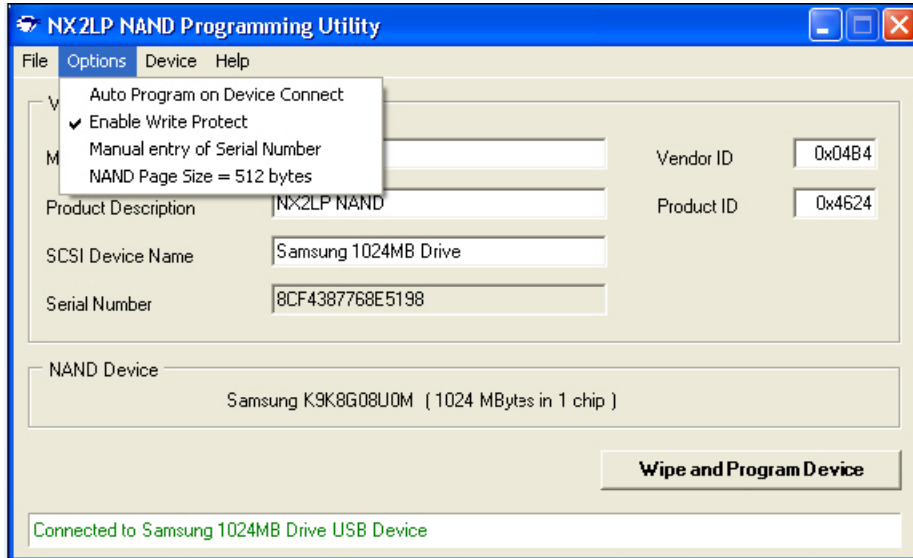 NX2LP NAND Programming Utility
File Options Device Help
Auto Program on Device Connect
Enable Write Protect
Manual entry of Serial Number
NAND Page Size = 512 bytes
V
M
Vendor ID 0x04B4
Product Description NX2LP NAND Product ID 0x4624
SCSI Device Name Samsung 1024MB Drive
Serial Number 8CF4387768E5198
NAND Device
Samsung K9K8G08U0M ( 1024 MBytes in 1 chip )
Wipe and Program Device
Connected to Samsung 1024MB Drive USB Device